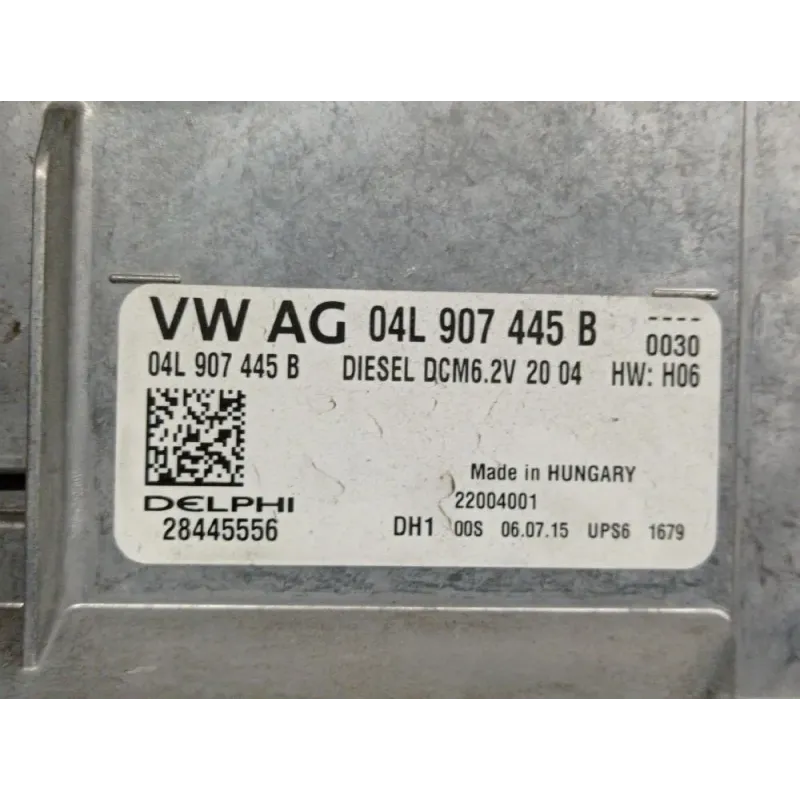 VW AG 04L 907 445 B ----
0030
04L 907 445 B DIESEL DCM6.2V 20 04 HW: H06
Made in HUNGARY
DELPHI 22004001
28445556 DH1 00S 06.07.15 UPS6 1679